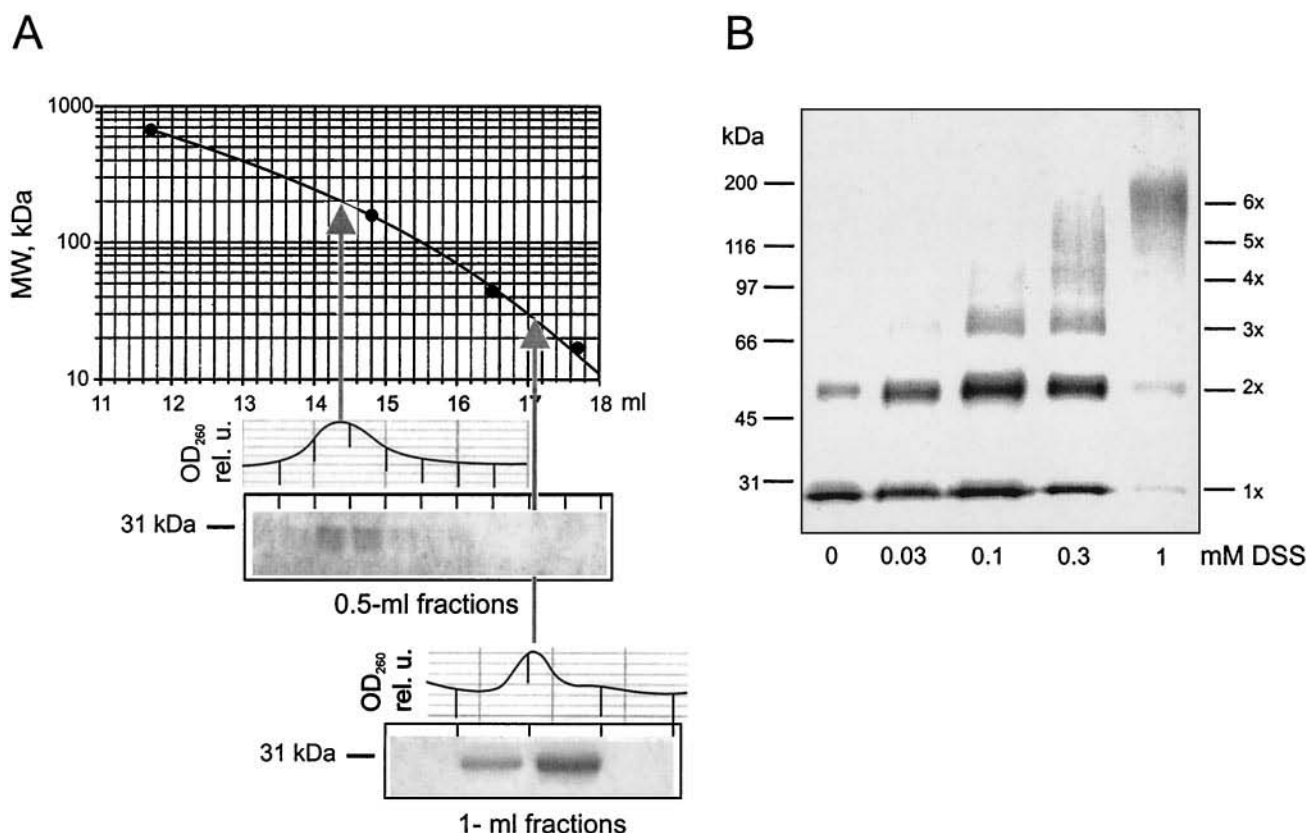 A
MW, kDa
1000
100
10
11 12 13 14 15 16 17 18 ml
OD260 rel. u.
31 kDa
0.5-ml fractions
OD260 rel. u.
31 kDa
1- ml fractions
B
kDa
200
116
97
66
45
31
6x
5x
4x
3x
2x
1x
0 0.03 0.1 0.3 1 mM DSS